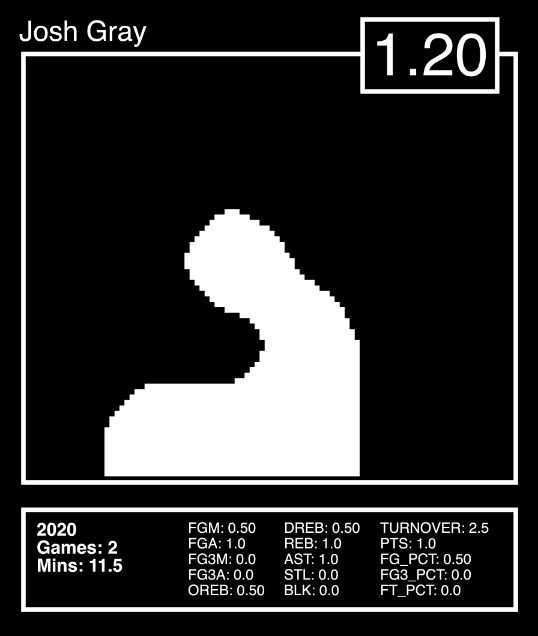 Josh Gray
1.20
2020
Games: 2
Mins: 11.5
FGM: 0.50
FGA: 1.0
FG3M: 0.0
FG3A: 0.0
OREB: 0.50
DREB: 0.50
REB: 1.0
AST: 1.0
STL: 0.0
BLK: 0.0
TURNOVER: 2.5
PTS: 1.0
FG_PCT: 0.50
FG3_PCT: 0.0
FT_PCT: 0.0